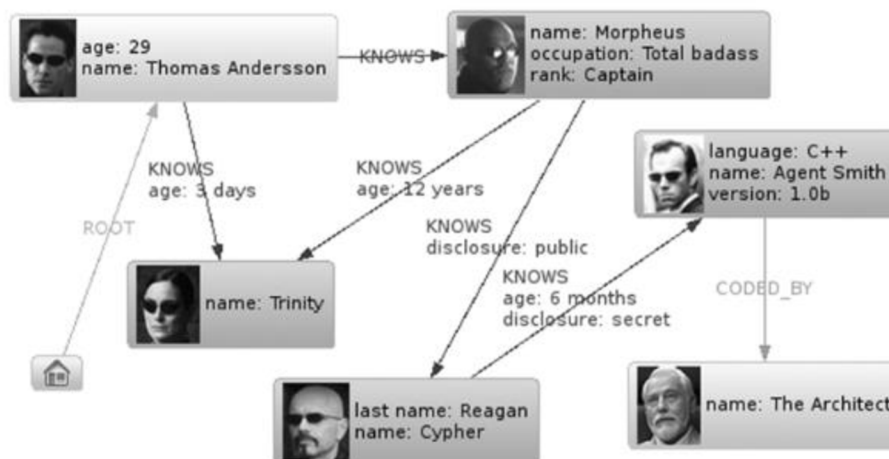 age: 29
name: Thomas Andersson
KNOWS
name: Morpheus
occupation: Total badass
rank: Captain
language: C++
name: Agent Smith
version: 1.0b
KNOWS
age: 3 days
KNOWS
age: 12 years
ROOT
KNOWS
disclosure: public
KNOWS
age: 6 months
disclosure: secret
CODED_BY
name: Trinity
last name: Reagan
name: Cypher
name: The Architect